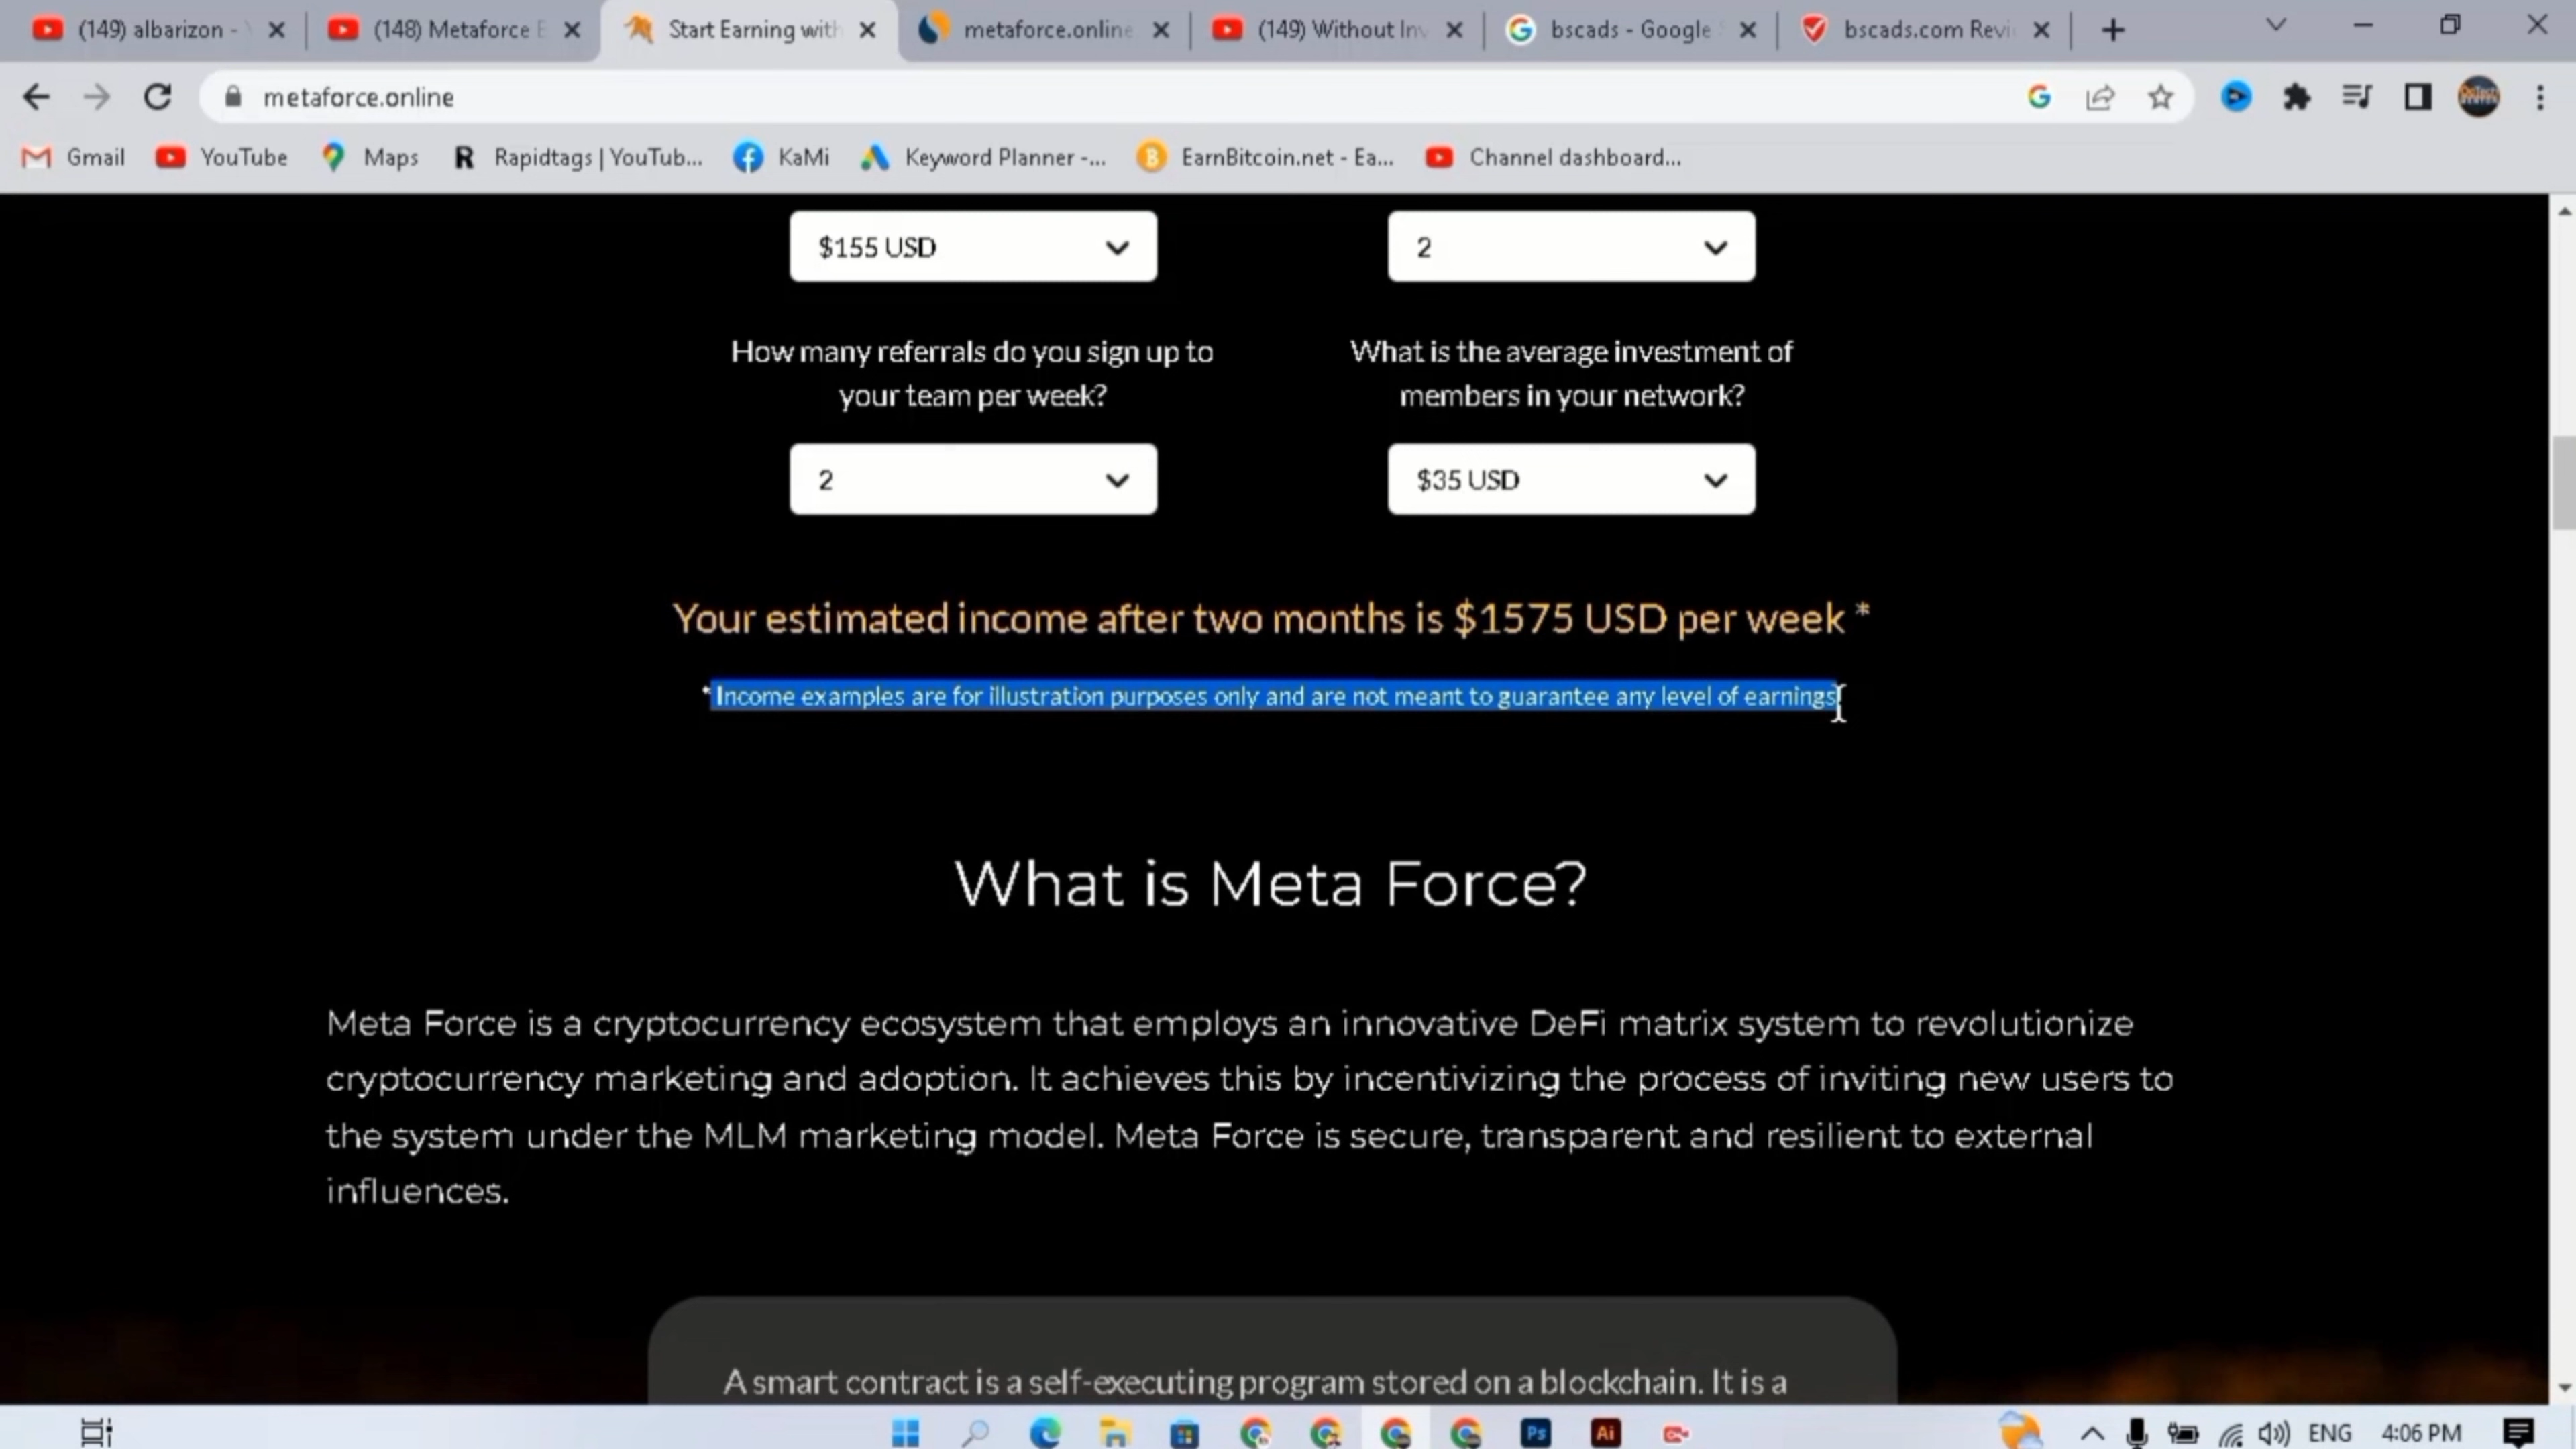 (149) albarizon -
(148) Metaforce E
Start Earning with
metaforce.online
(149) Without Inv
bscads - Google
bscads.com Revi
metaforce.online
Gmail
YouTube
Maps
Rapidtags | YouTub...
KaMi
Keyword Planner -...
EarnBitcoin.net - Ea...
Channel dashboard...
$155 USD
2
How many referrals do you sign up to
your team per week?
What is the average investment of
members in your network?
2
$35 USD
Your estimated income after two months is $1575 USD per week *
* Income examples are for illustration purposes only and are not meant to guarantee any level of earnings
What is Meta Force?
Meta Force is a cryptocurrency ecosystem that employs an innovative DeFi matrix system to revolutionize
cryptocurrency marketing and adoption. It achieves this by incentivizing the process of inviting new users to
the system under the MLM marketing model. Meta Force is secure, transparent and resilient to external
influences.
A smart contract is a self-executing program stored on a blockchain. It is a
Ps
Ai
ENG
4:06 PM